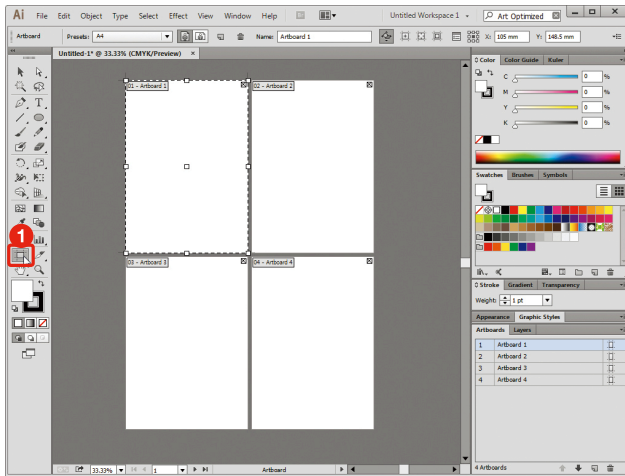 Ai File Edit Object Type Select Effect View Window Help Untitled Workspace 1 Art Optimized
Artboard Presets: A4 Name: Artboard 1 X: 105 mm Y: 148.5 mm
Untitled-1* @ 33.33% (CMYK/Preview) ×
01 - Artboard 1
02 - Artboard 2
03 - Artboard 3
04 - Artboard 4
1
T
Color Color Guide Kuler
C 0 %
M 0 %
Y 0 %
K 0 %
Swatches Brushes Symbols
Stroke Gradient Transparency
Weight: 1 pt
Appearance Graphic Styles
Artboards Layers
1 Artboard 1
2 Artboard 2
3 Artboard 3
4 Artboard 4
4 Artboards
33.33% 1 Artboard